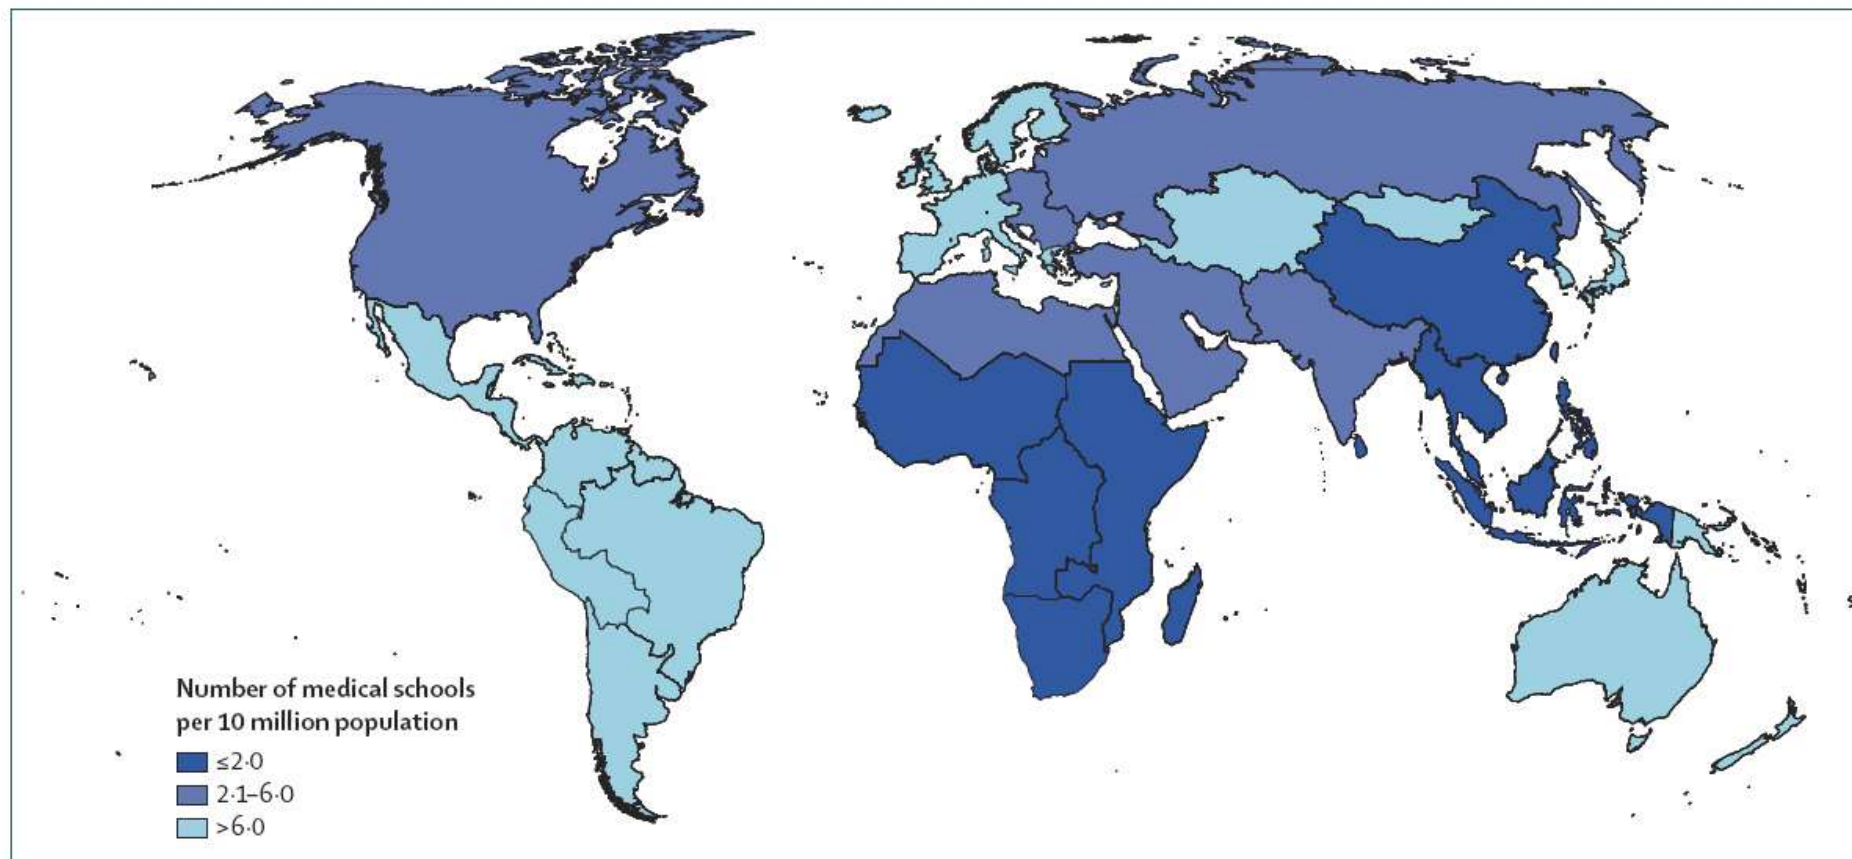 Number of medical schools
per 10 million population
≤2·0
2·1–6·0
>6·0